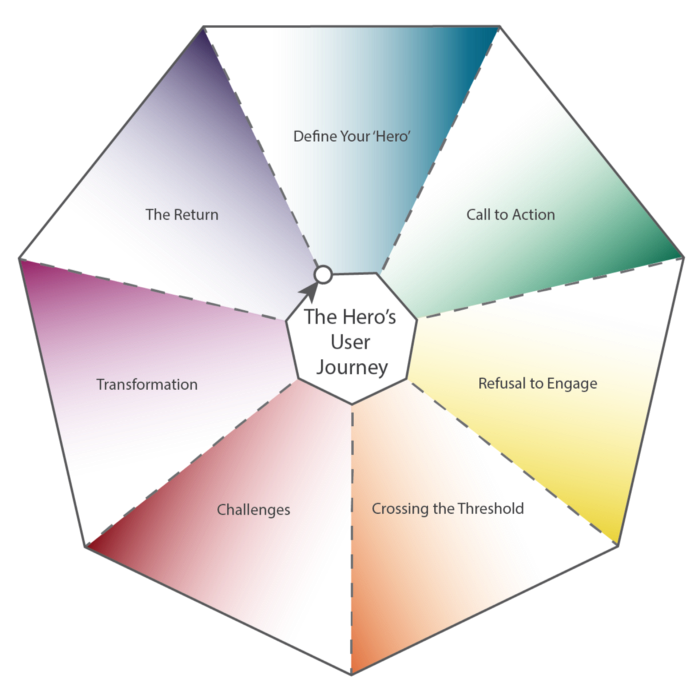 Define Your ‘Hero’
The Return
Call to Action
The Hero’s
User
Journey
Transformation
Refusal to Engage
Challenges
Crossing the Threshold